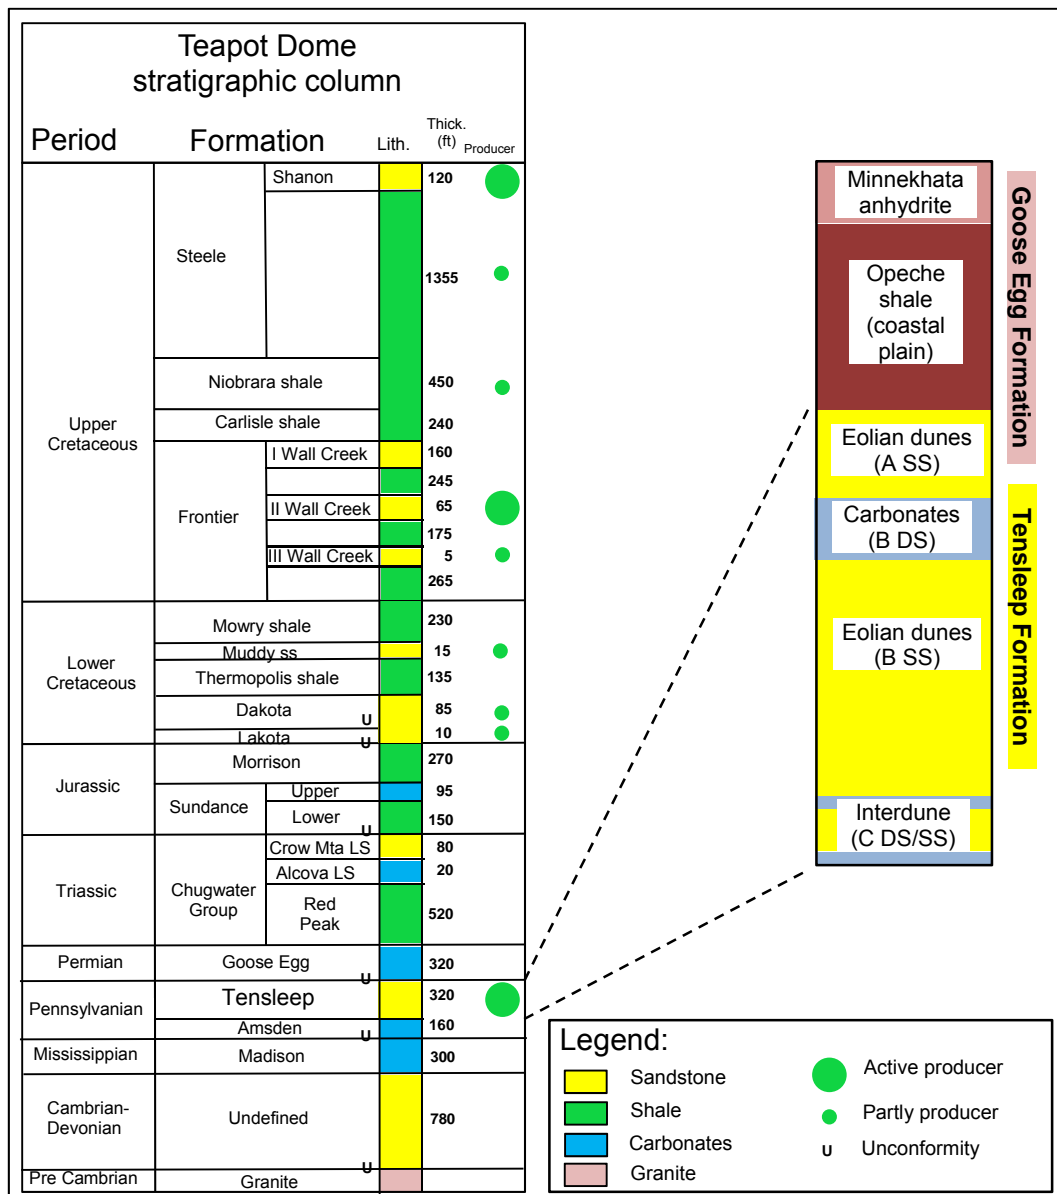 Teapot Dome
stratigraphic column
Period
Formation
Lith.
Thick.
(ft)
Producer
Upper
Cretaceous
Steele
Shanon
120
1355
Niobrara shale
450
Carlisle shale
240
Frontier
I Wall Creek
160
245
II Wall Creek
65
175
III Wall Creek
5
265
Lower
Cretaceous
Mowry shale
230
Muddy ss
15
Thermopolis shale
135
Dakota
U
85
Lakota
U
10
Jurassic
Morrison
270
Sundance
Upper
95
Lower
U
150
Triassic
Chugwater
Group
Crow Mta LS
80
Alcova LS
20
Red
Peak
520
Permian
Goose Egg
U
320
Pennsylvanian
Tensleep
320
Amsden
U
160
Mississippian
Madison
300
Cambrian-
Devonian
Undefined
780
U
Pre Cambrian
Granite
Minnekhata
anhydrite
Opeche
shale
(coastal
plain)
Eolian dunes
(A SS)
Carbonates
(B DS)
Eolian dunes
(B SS)
Interdune
(C DS/SS)
Goose Egg Formation
Tensleep Formation
Legend:
Sandstone
Shale
Carbonates
Granite
Active producer
Partly producer
U Unconformity